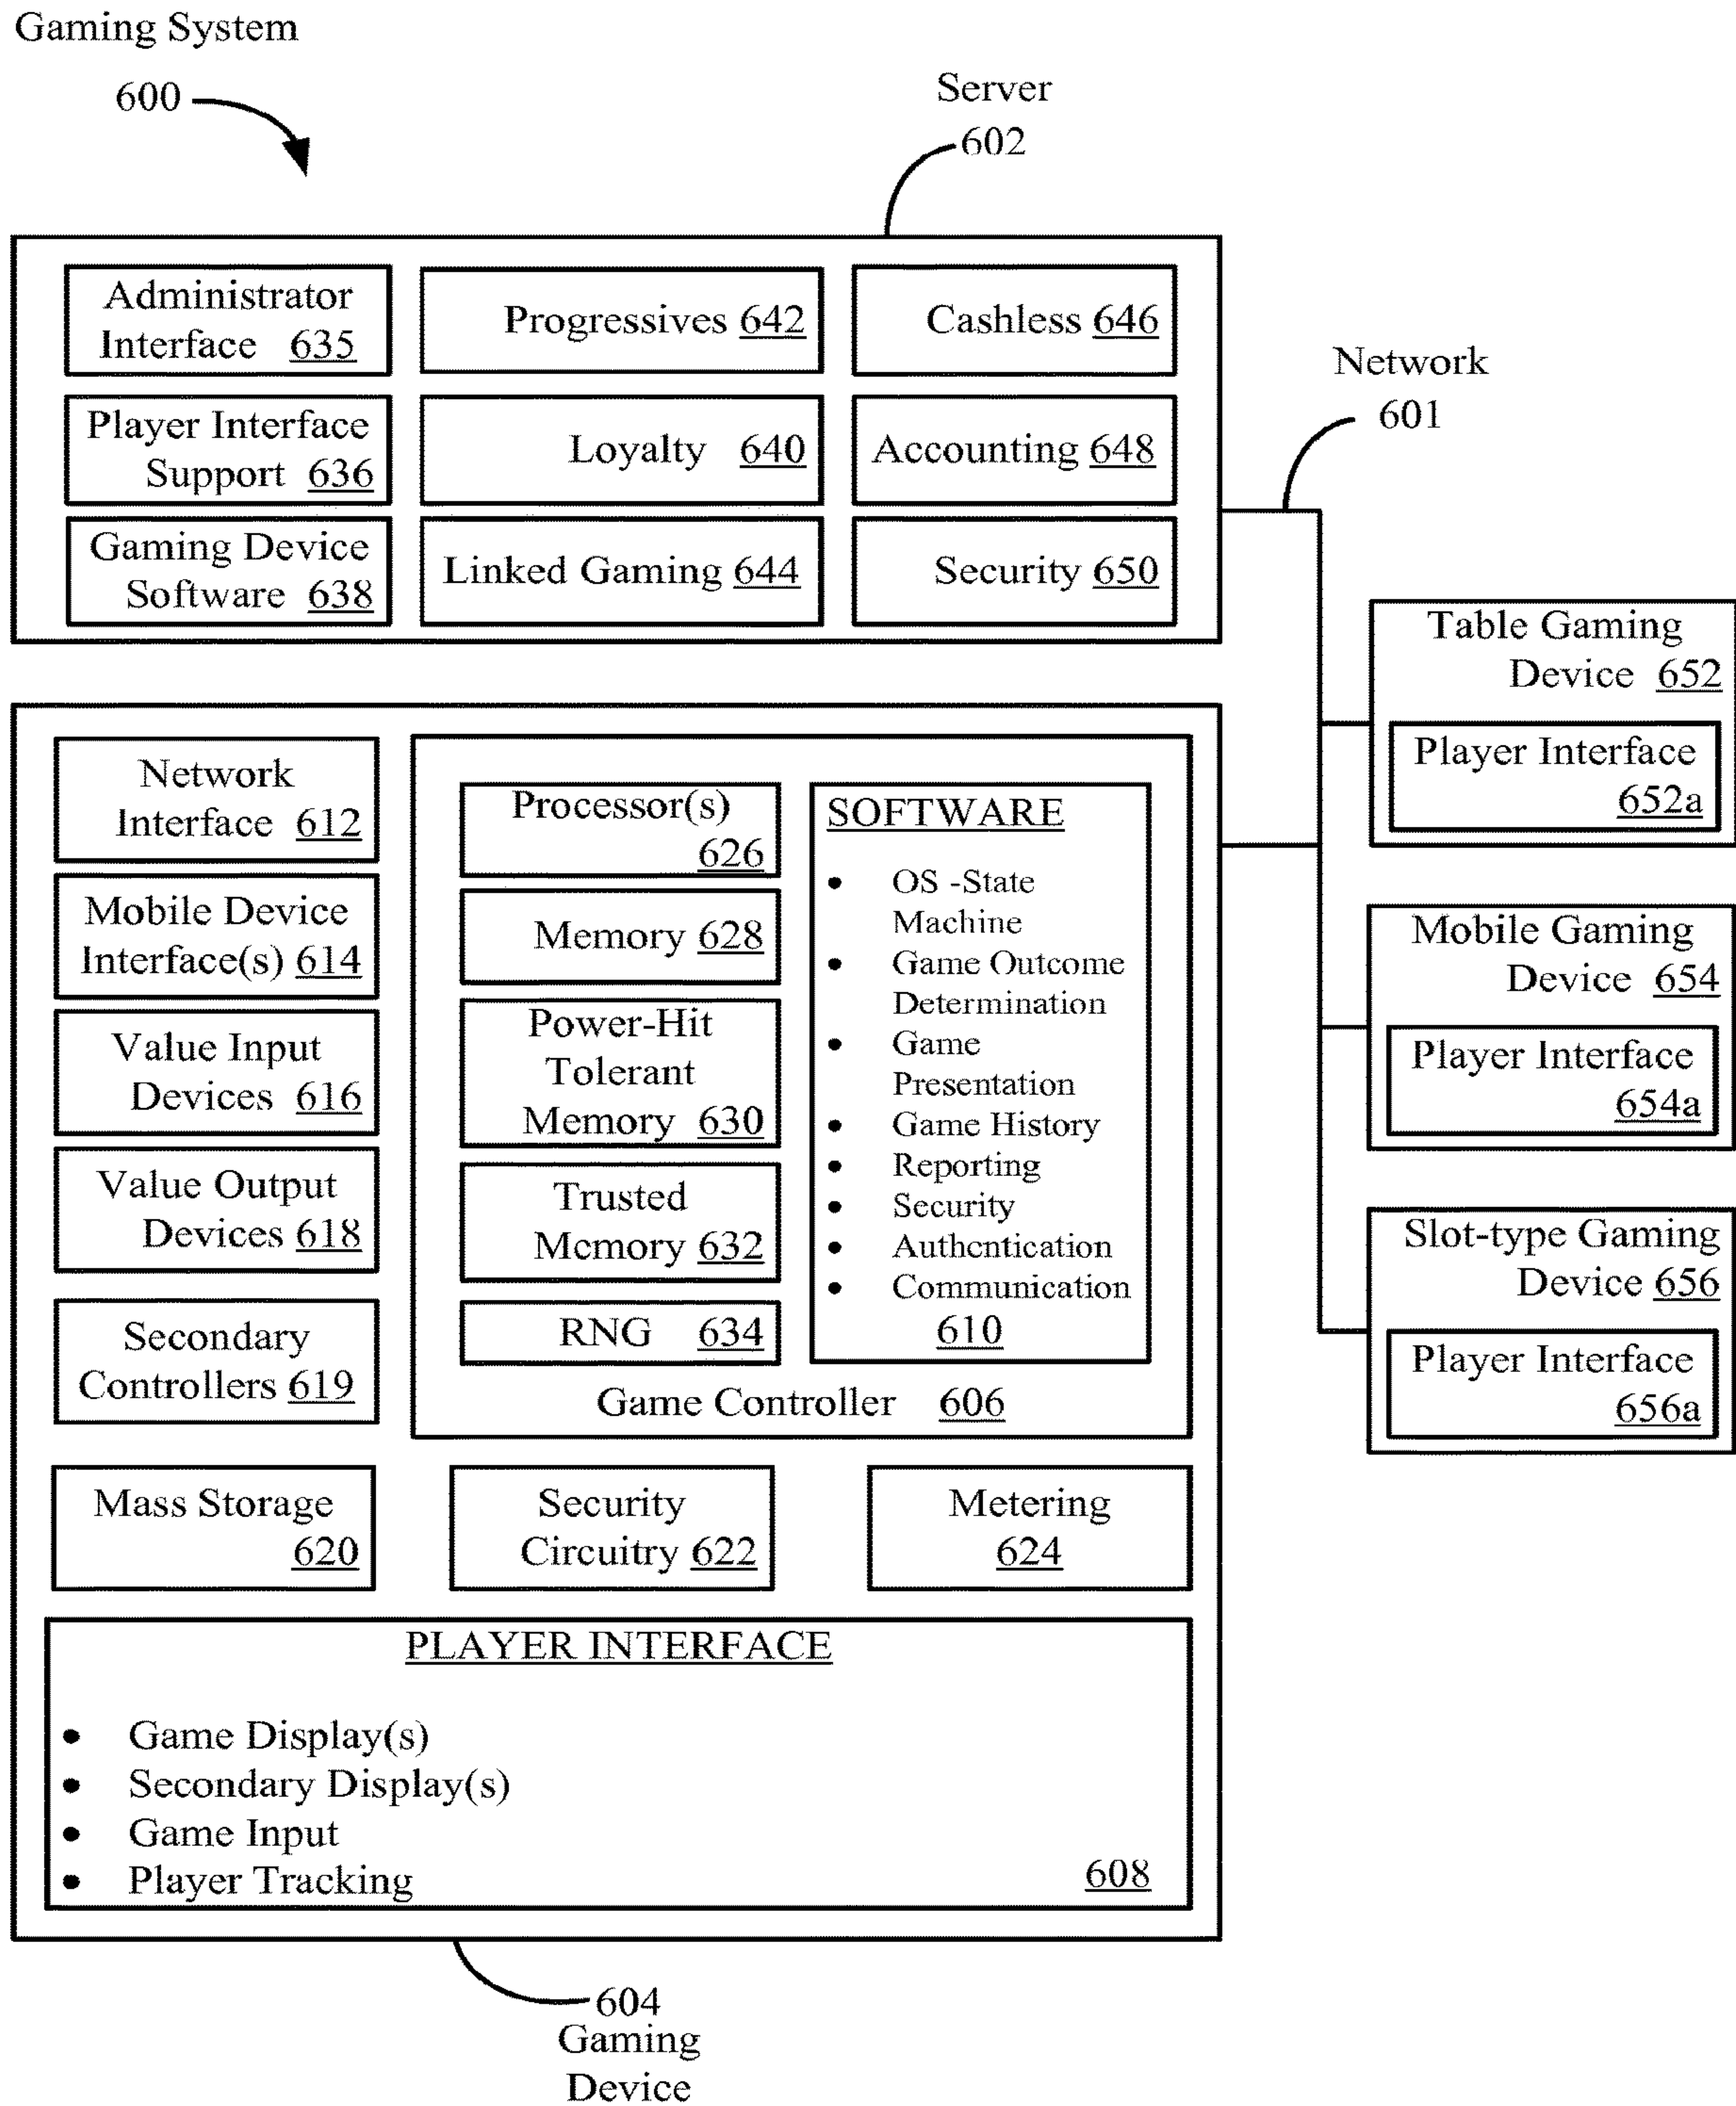 Gaming System
600
Server
602
Administrator
Interface 635
Progressives 642
Cashless 646
Player Interface
Support 636
Loyalty 640
Accounting 648
Gaming Device
Software 638
Linked Gaming 644
Security 650
Network
601
Table Gaming
Device 652
Player Interface
652a
Mobile Gaming
Device 654
Player Interface
654a
Slot-type Gaming
Device 656
Player Interface
656a
Network
Interface 612
Mobile Device
Interface(s) 614
Value Input
Devices 616
Value Output
Devices 618
Secondary
Controllers 619
Processor(s)
626
Memory 628
Power-Hit
Tolerant
Memory 630
Trusted
Memory 632
RNG 634
SOFTWARE
• OS -State
Machine
• Game Outcome
Determination
• Game
Presentation
• Game History
• Reporting
• Security
• Authentication
• Communication
610
Game Controller 606
Mass Storage
620
Security
Circuitry 622
Metering
624
PLAYER INTERFACE
• Game Display(s)
• Secondary Display(s)
• Game Input
• Player Tracking
608
604
Gaming
Device